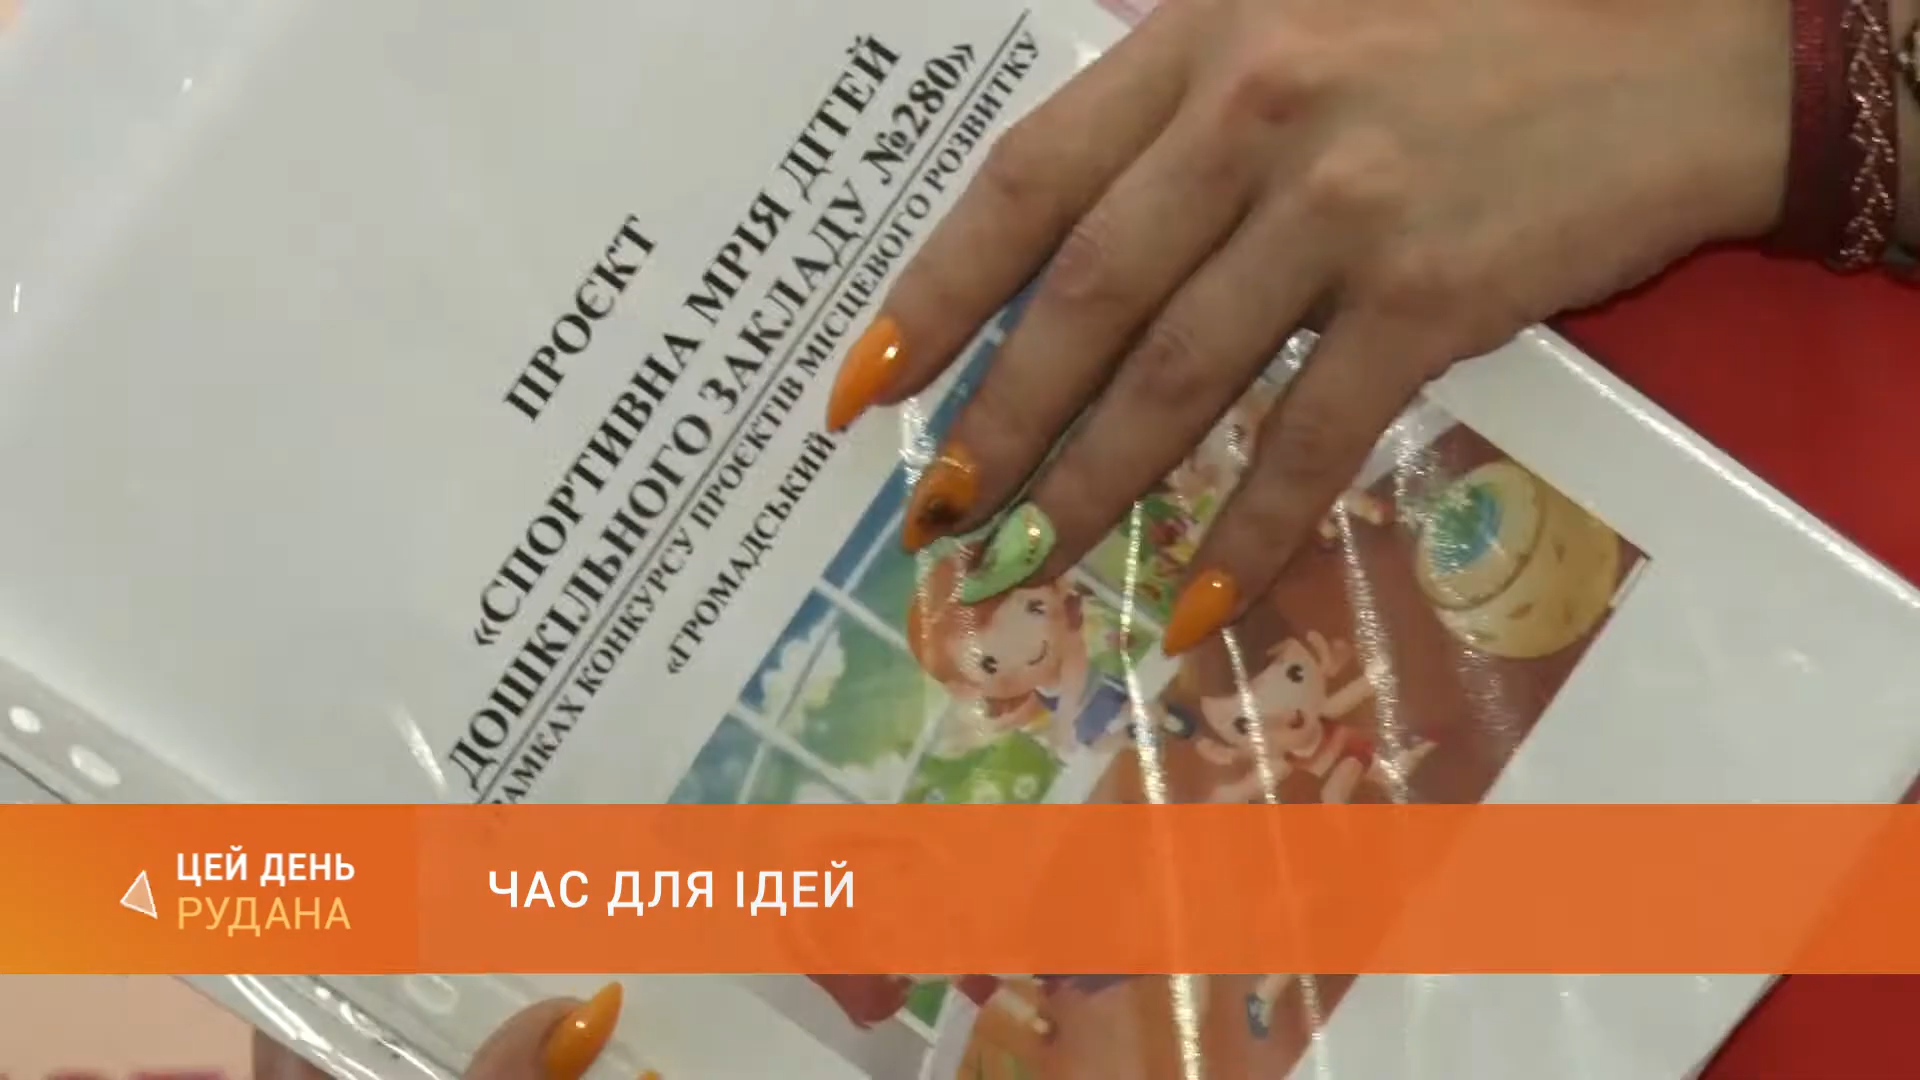 ПРОЄКТ
«СПОРТИВНА МРІЯ ДІТЕЙ
ДОШКІЛЬНОГО ЗАКЛАДУ №280»
РАМКАХ КОНКУРСУ ПРОЄКТІВ МІСЦЕВОГО РОЗВИТКУ
«ГРОМАДСЬКИЙ
ЦЕЙ ДЕНЬ
РУДАНА
ЧАС ДЛЯ ІДЕЙ